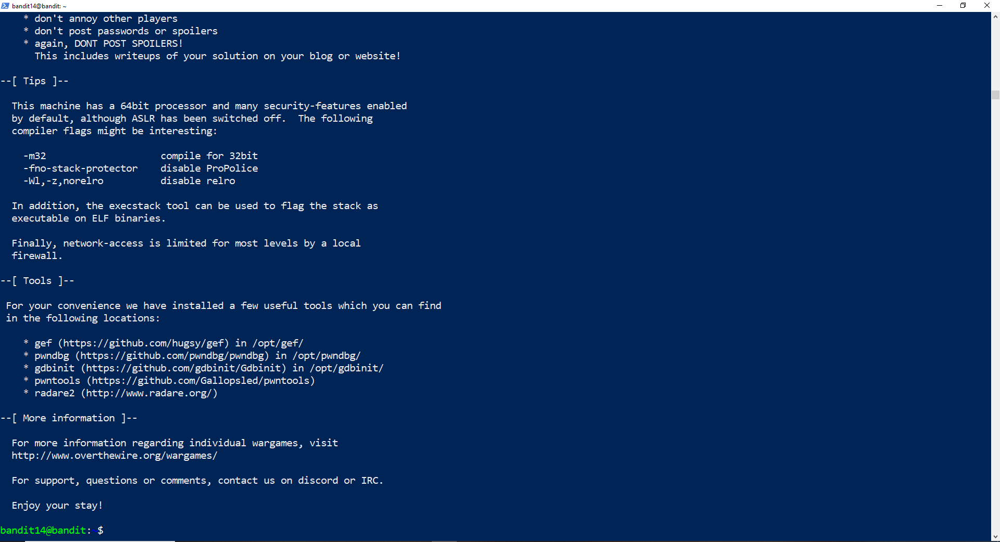 bandit14@bandit: ~
* don't annoy other players
* don't post passwords or spoilers
* again, DONT POST SPOILERS!
This includes writeups of your solution on your blog or website!
--[ Tips ]--
This machine has a 64bit processor and many security-features enabled
by default, although ASLR has been switched off.  The following
compiler flags might be interesting:
-m32                    compile for 32bit
-fno-stack-protector    disable ProPolice
-Wl,-z,norelro          disable relro
In addition, the execstack tool can be used to flag the stack as
executable on ELF binaries.
Finally, network-access is limited for most levels by a local
firewall.
--[ Tools ]--
For your convenience we have installed a few useful tools which you can find
in the following locations:
* gef (https://github.com/hugsy/gef) in /opt/gef/
* pwndbg (https://github.com/pwndbg/pwndbg) in /opt/pwndbg/
* gdbinit (https://github.com/gdbinit/Gdbinit) in /opt/gdbinit/
* pwntools (https://github.com/Gallopsled/pwntools)
* radare2 (http://www.radare.org/)
--[ More information ]--
For more information regarding individual wargames, visit
http://www.overthewire.org/wargames/
For support, questions or comments, contact us on discord or IRC.
Enjoy your stay!
bandit14@bandit:~$